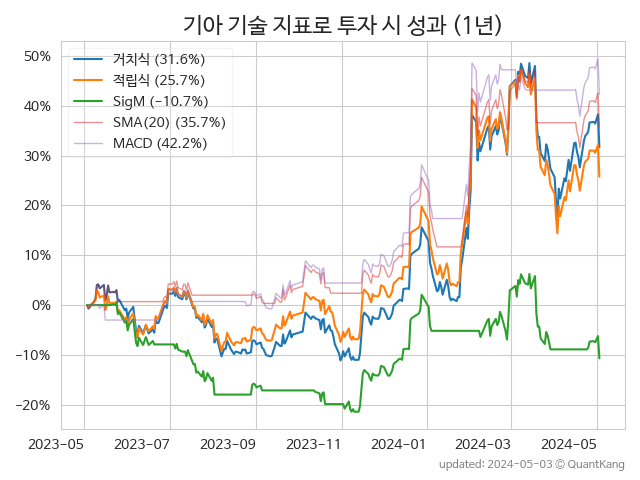 기아 기술 지표로 투자 시 성과 (1년)
거치식 (31.6%)
적립식 (25.7%)
SigM (−10.7%)
SMA(20) (35.7%)
MACD (42.2%)
50%
40%
30%
20%
10%
0%
−10%
−20%
2023-05 2023-07 2023-09 2023-11 2024-01 2024-03 2024-05
updated: 2024-05-03 ⓒ QuantKang